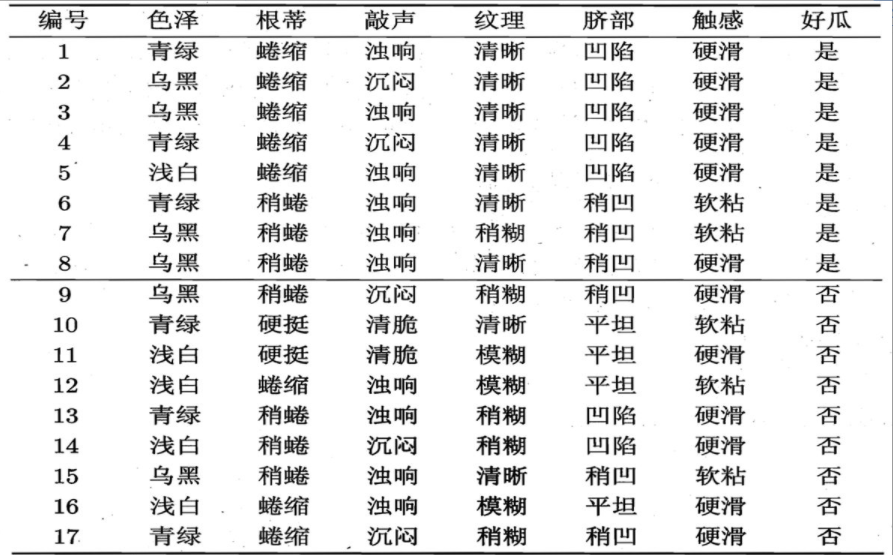 编号 色泽 根蒂 敲声 纹理 脐部 触感 好瓜
1 青绿 蜷缩 浊响 清晰 凹陷 硬滑 是
2 乌黑 蜷缩 沉闷 清晰 凹陷 硬滑 是
3 乌黑 蜷缩 浊响 清晰 凹陷 硬滑 是
4 青绿 蜷缩 沉闷 清晰 凹陷 硬滑 是
5 浅白 蜷缩 浊响 清晰 凹陷 硬滑 是
6 青绿 稍蜷 浊响 清晰 稍凹 软粘 是
7 乌黑 稍蜷 浊响 稍糊 稍凹 软粘 是
8 乌黑 稍蜷 浊响 清晰 稍凹 硬滑 是
9 乌黑 稍蜷 沉闷 稍糊 稍凹 硬滑 否
10 青绿 硬挺 清脆 清晰 平坦 软粘 否
11 浅白 硬挺 清脆 模糊 平坦 硬滑 否
12 浅白 蜷缩 浊响 模糊 平坦 软粘 否
13 青绿 稍蜷 浊响 稍糊 凹陷 硬滑 否
14 浅白 稍蜷 沉闷 稍糊 凹陷 硬滑 否
15 乌黑 稍蜷 浊响 清晰 稍凹 软粘 否
16 浅白 蜷缩 浊响 模糊 平坦 硬滑 否
17 青绿 蜷缩 沉闷 稍糊 稍凹 硬滑 否